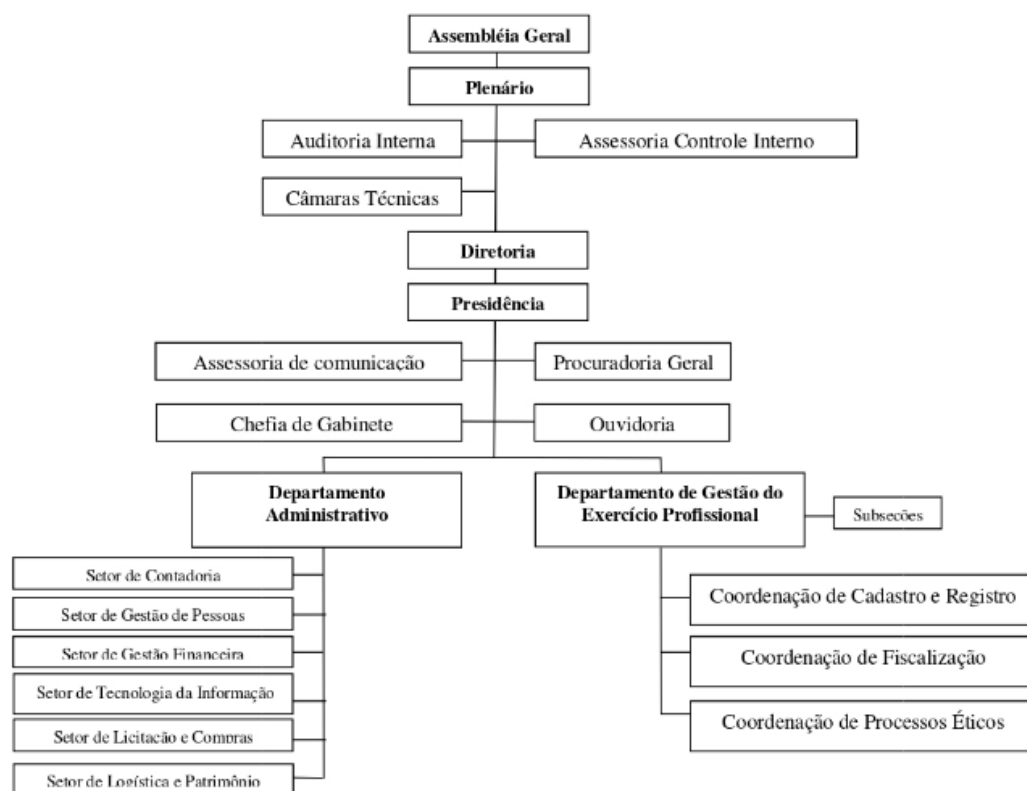 Assembléia Geral
Plenário
Auditoria Interna
Assessoria Controle Interno
Câmaras Técnicas
Diretoria
Presidência
Assessoria de comunicação
Procuradoria Geral
Chefia de Gabinete
Ouvidoria
Departamento
Administrativo
Departamento de Gestão do
Exercício Profissional
Subsecões
Setor de Contadoria
Setor de Gestão de Pessoas
Setor de Gestão Financeira
Setor de Tecnologia da Informação
Setor de Licitacão e Compras
Setor de Logística e Patrimônio
Coordenação de Cadastro e Registro
Coordenação de Fiscalização
Coordenação de Processos Éticos